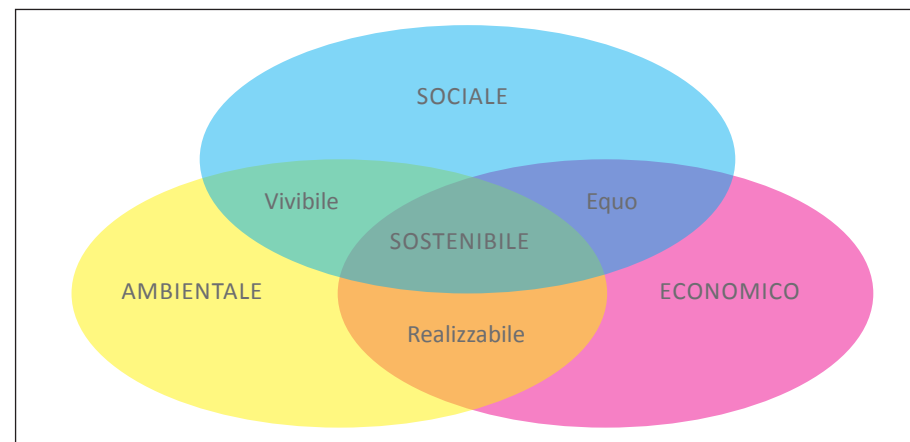 SOCIALE
Vivibile
Equo
SOSTENIBILE
AMBIENTALE
ECONOMICO
Realizzabile